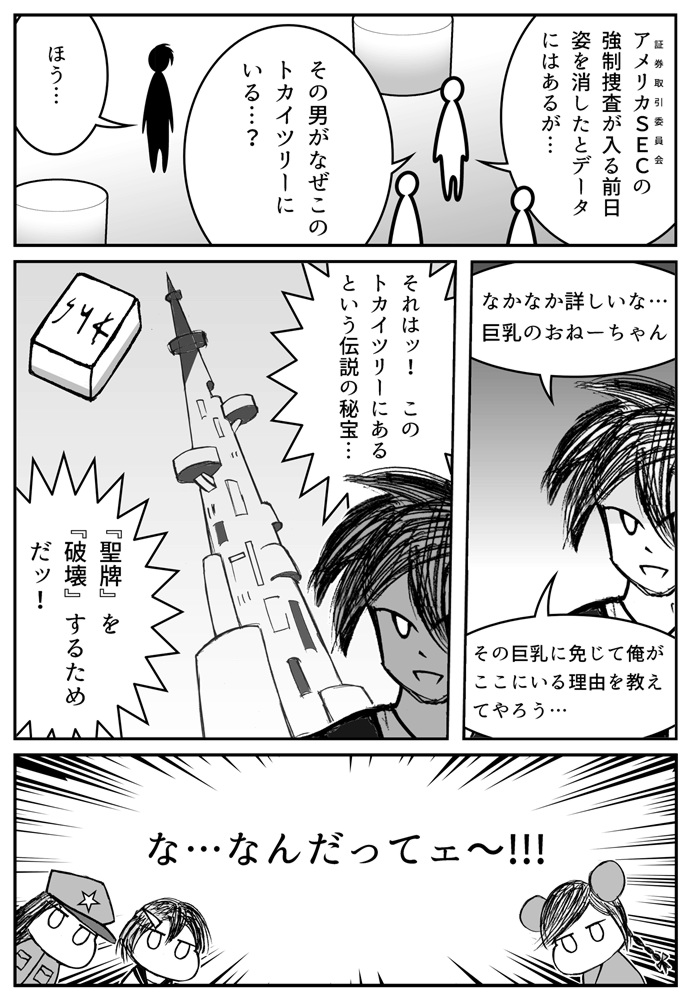 アメリカSECの
証券取引委員会
強制捜査が入る前日
姿を消したとデータ
にはあるが…
その男がなぜこの
トカイツリーに
いる…？
ほう…
なかなか詳しいな…
巨乳のおねーちゃん
その巨乳に免じて俺が
ここにいる理由を教え
てやろう…
それはッ！　この
トカイツリーにある
という伝説の秘宝…
『聖牌』を
『破壊』するため
だッ！
な…なんだってェ～!!!